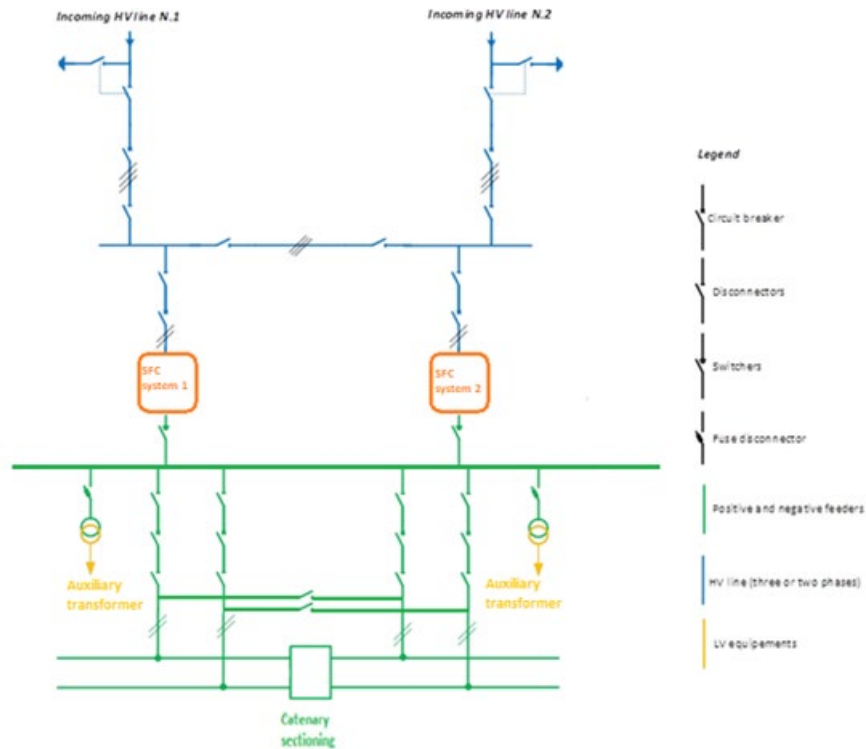 Incoming HV line N.1
Incoming HV line N.2
Legend
Circuit breaker
Disconnectors
Switchers
SFC
system 1
SFC
system 2
Fuse disconnector
Positive and negative feeders
Auxiliary
transformer
Auxiliary
transformer
HV line (three or two phases)
LV equipements
Catenary
sectioning